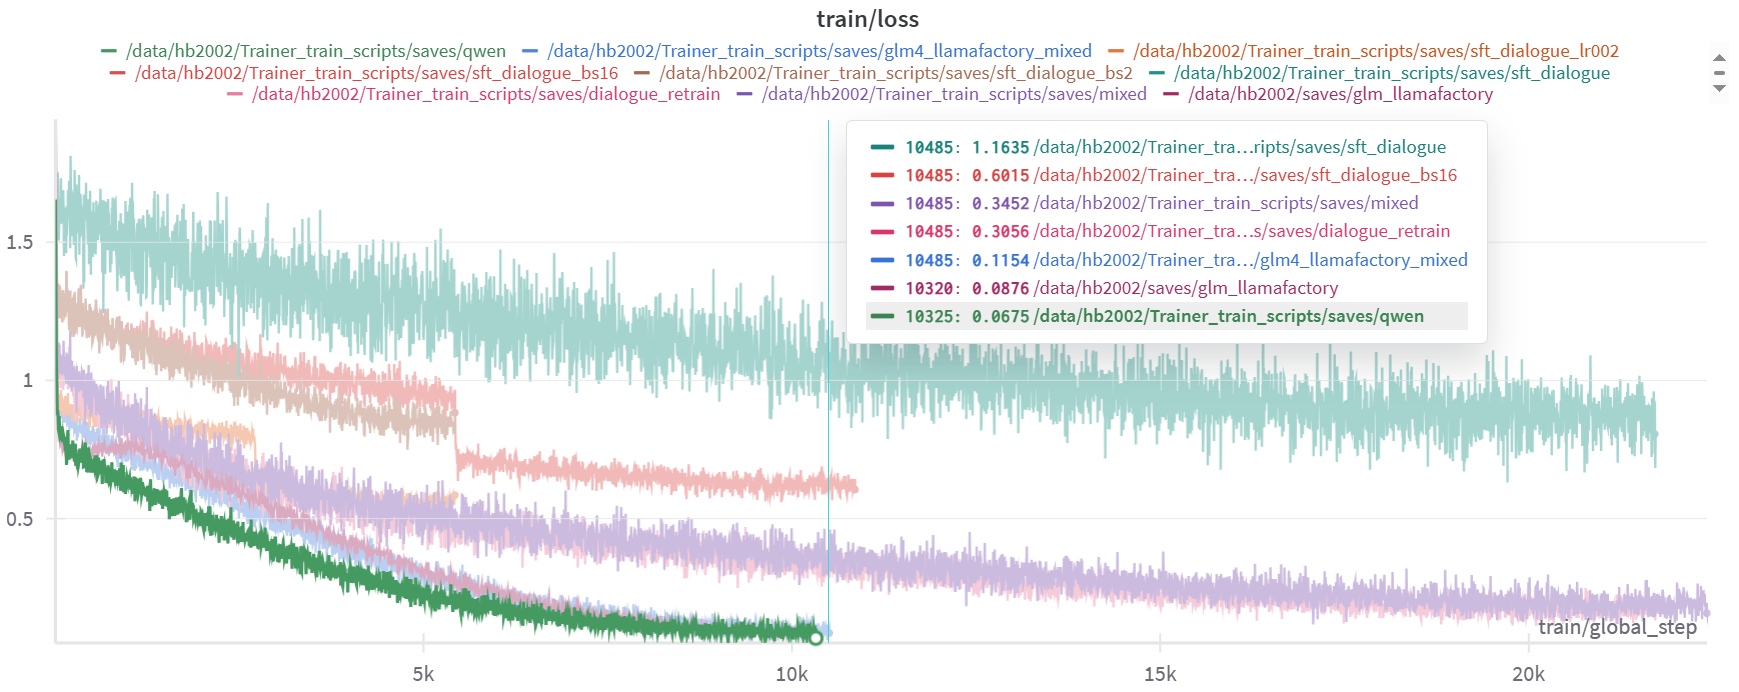 train/loss
/data/hb2002/Trainer_train_scripts/saves/qwen /data/hb2002/Trainer_train_scripts/saves/glm4_llamafactory_mixed /data/hb2002/Trainer_train_scripts/saves/sft_dialogue_lr002
/data/hb2002/Trainer_train_scripts/saves/sft_dialogue_bs16 /data/hb2002/Trainer_train_scripts/saves/sft_dialogue_bs2 /data/hb2002/Trainer_train_scripts/saves/sft_dialogue
/data/hb2002/Trainer_train_scripts/saves/dialogue_retrain /data/hb2002/Trainer_train_scripts/saves/mixed /data/hb2002/saves/glm_llamafactory
10485: 1.1635 /data/hb2002/Trainer_tra...ripts/saves/sft_dialogue
10485: 0.6015 /data/hb2002/Trainer_tra.../saves/sft_dialogue_bs16
10485: 0.3452 /data/hb2002/Trainer_train_scripts/saves/mixed
10485: 0.3056 /data/hb2002/Trainer_tra...s/saves/dialogue_retrain
10485: 0.1154 /data/hb2002/Trainer_tra.../glm4_llamafactory_mixed
10320: 0.0876 /data/hb2002/saves/glm_llamafactory
10325: 0.0675 /data/hb2002/Trainer_train_scripts/saves/qwen
1.5
1
0.5
train/global_step
5k 10k 15k 20k